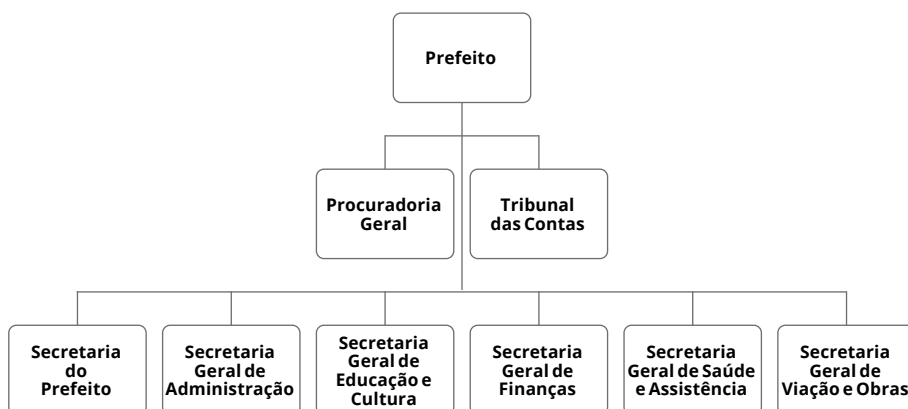 Prefeito
Procuradoria
Geral
Tribunal
das Contas
Secretaria
do
Prefeito
Secretaria
Geral de
Administração
Secretaria
Geral de
Educação e
Cultura
Secretaria
Geral de
Finanças
Secretaria
Geral de Saúde
e Assistência
Secretaria
Geral de
Viação e Obras